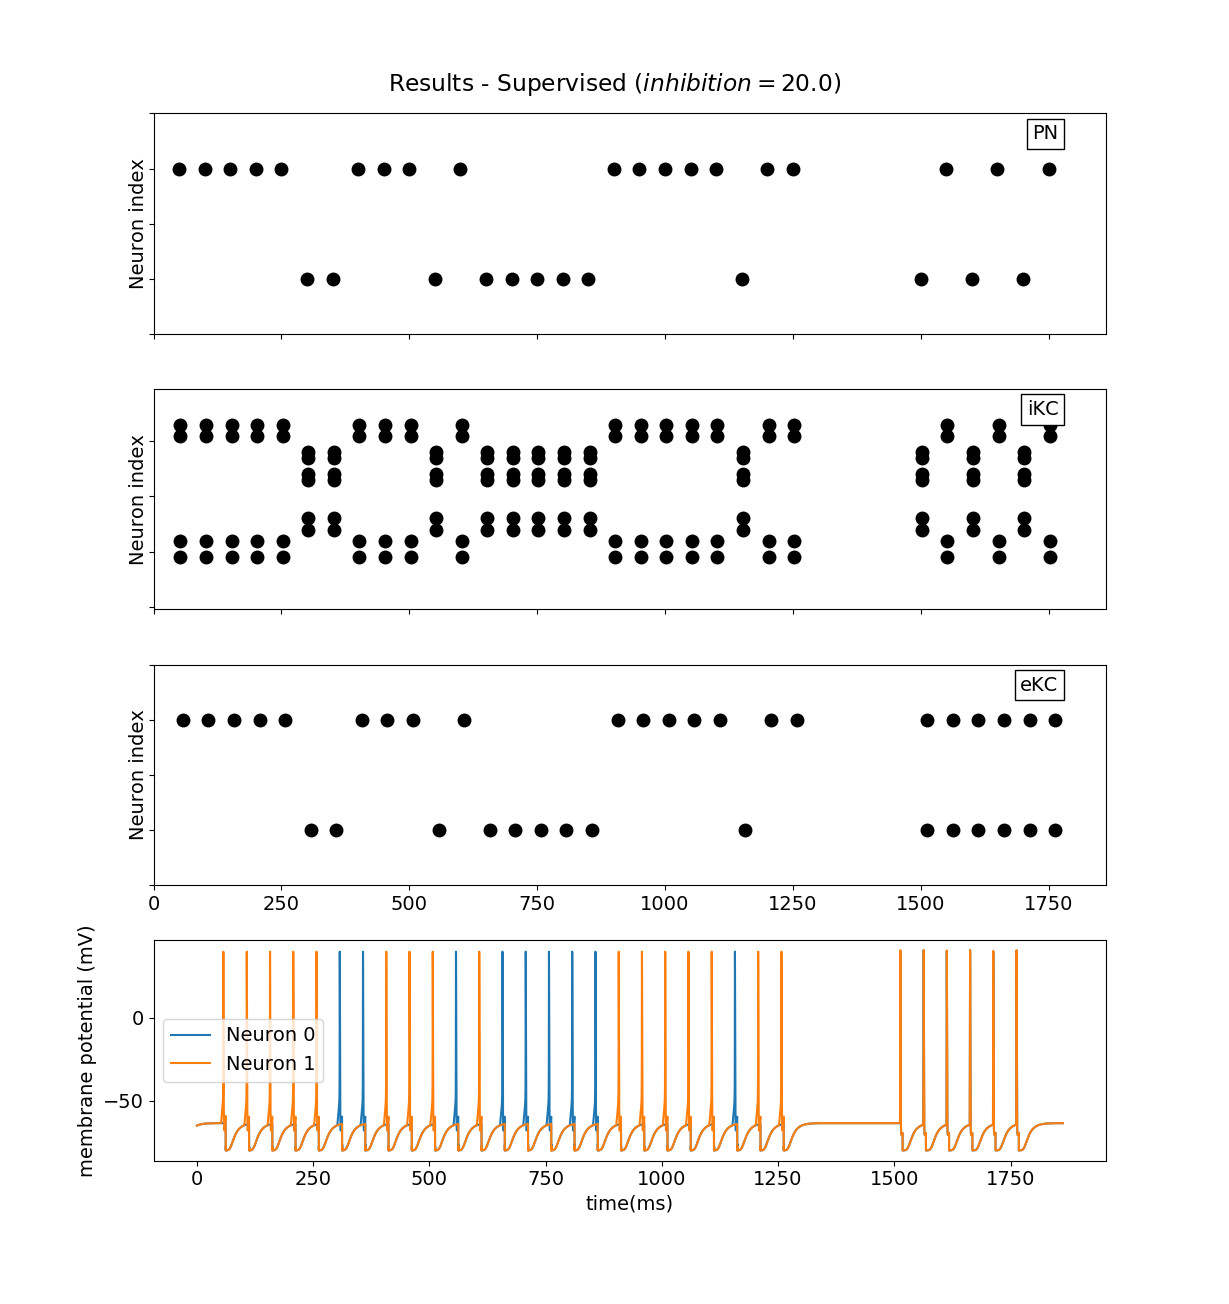 Results - Supervised (inhibition = 20.0)
PN
Neuron index
iKC
Neuron index
eKC
Neuron index
0 250 500 750 1000 1250 1500 1750
membrane potential (mV)
0
−50
Neuron 0
Neuron 1
0 250 500 750 1000 1250 1500 1750
time(ms)